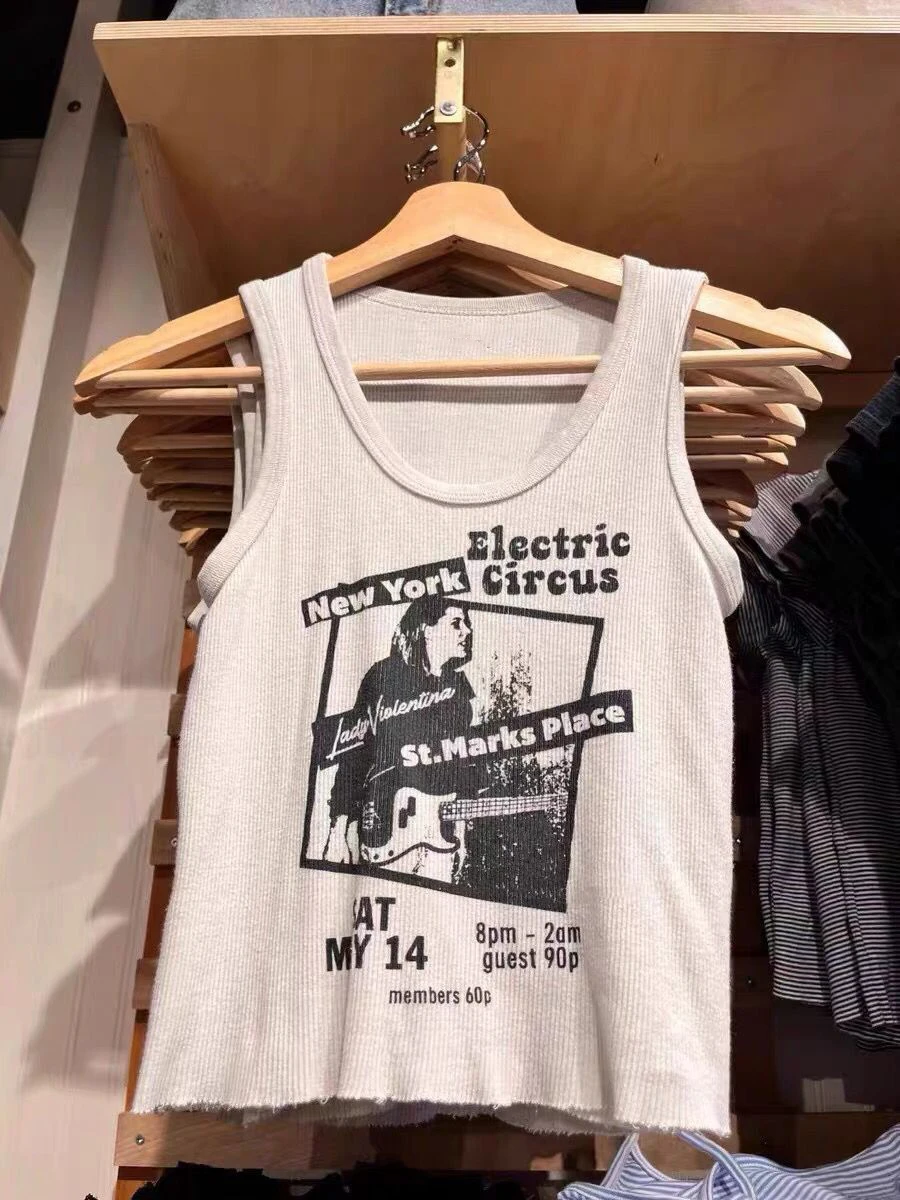 Electric
Circus
New York
Lady Violentina
St.Marks Place
SAT
MY 14
8pm - 2am
guest 90p
members 60p